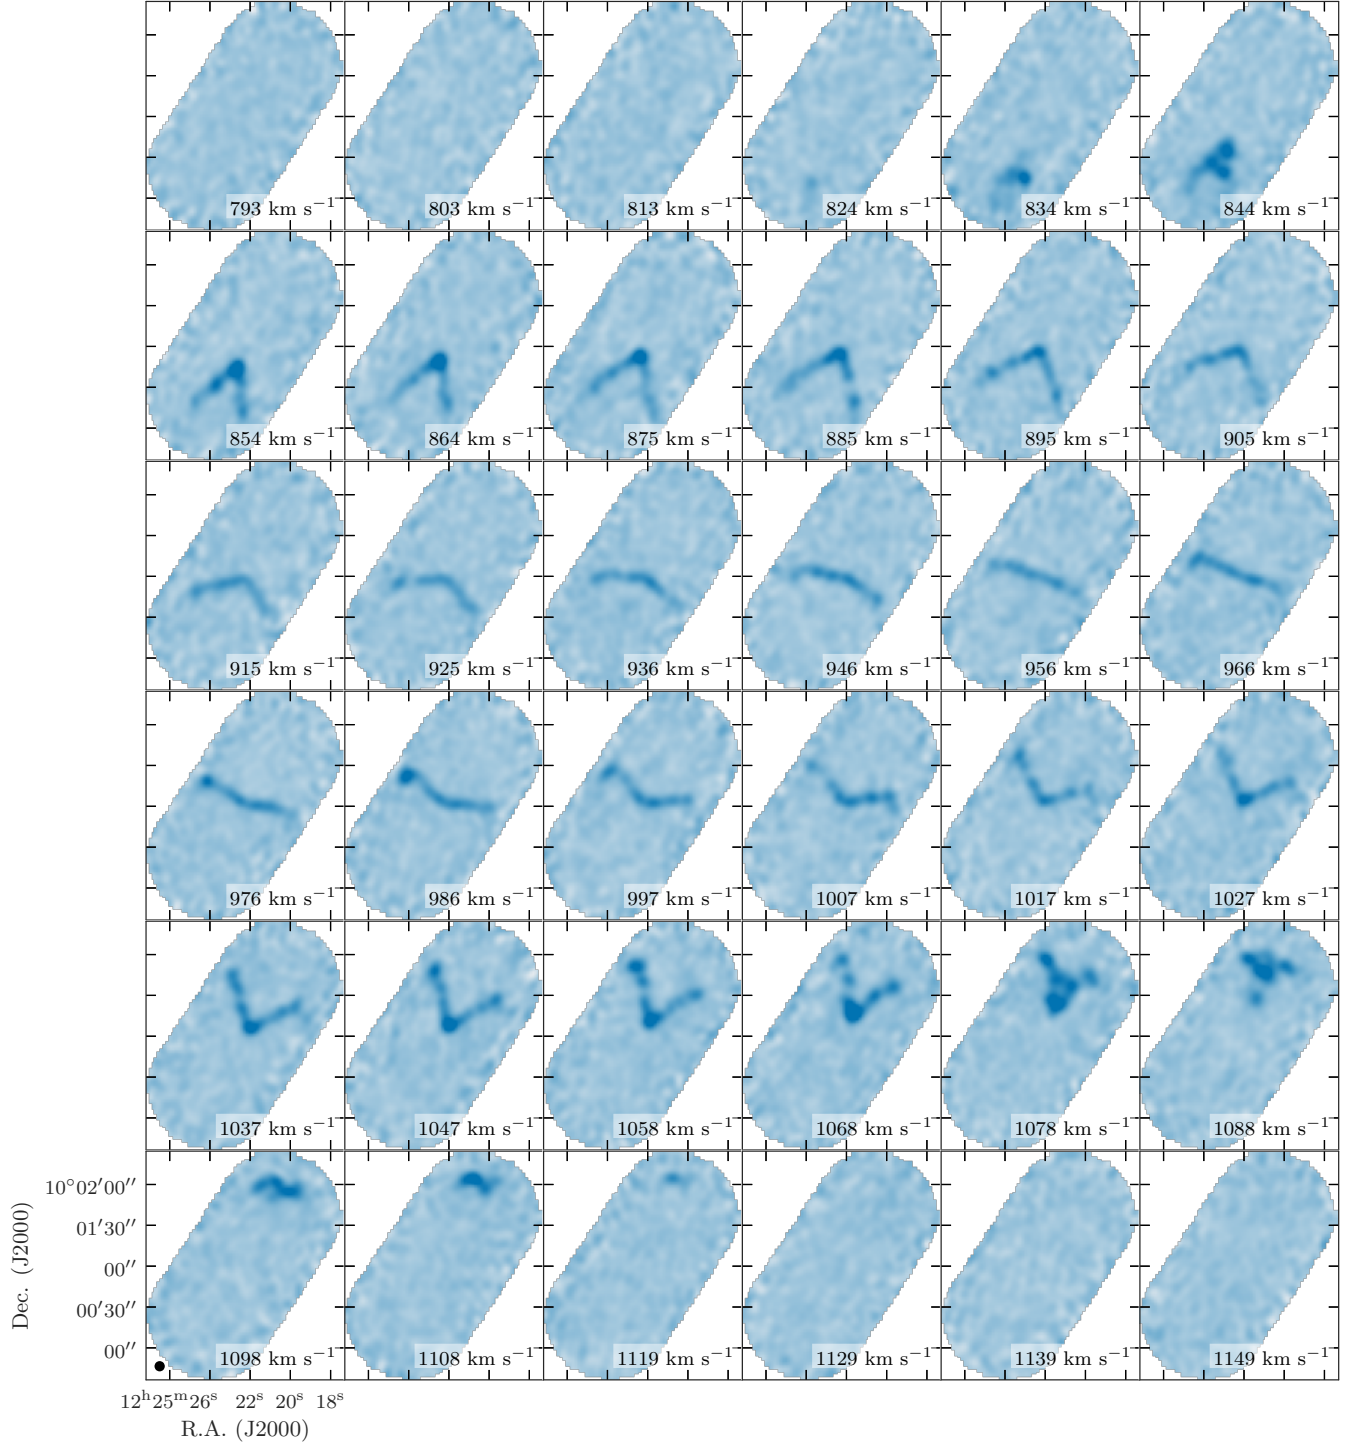 793 km s⁻¹ 803 km s⁻¹ 813 km s⁻¹ 824 km s⁻¹ 834 km s⁻¹ 844 km s⁻¹
854 km s⁻¹ 864 km s⁻¹ 875 km s⁻¹ 885 km s⁻¹ 895 km s⁻¹ 905 km s⁻¹
915 km s⁻¹ 925 km s⁻¹ 936 km s⁻¹ 946 km s⁻¹ 956 km s⁻¹ 966 km s⁻¹
976 km s⁻¹ 986 km s⁻¹ 997 km s⁻¹ 1007 km s⁻¹ 1017 km s⁻¹ 1027 km s⁻¹
1037 km s⁻¹ 1047 km s⁻¹ 1058 km s⁻¹ 1068 km s⁻¹ 1078 km s⁻¹ 1088 km s⁻¹
10°02′00″
01′30″
00″
00′30″
00″
Dec. (J2000)
1098 km s⁻¹ 1108 km s⁻¹ 1119 km s⁻¹ 1129 km s⁻¹ 1139 km s⁻¹ 1149 km s⁻¹
12ʰ25ᵐ26ˢ 22ˢ 20ˢ 18ˢ
R.A. (J2000)